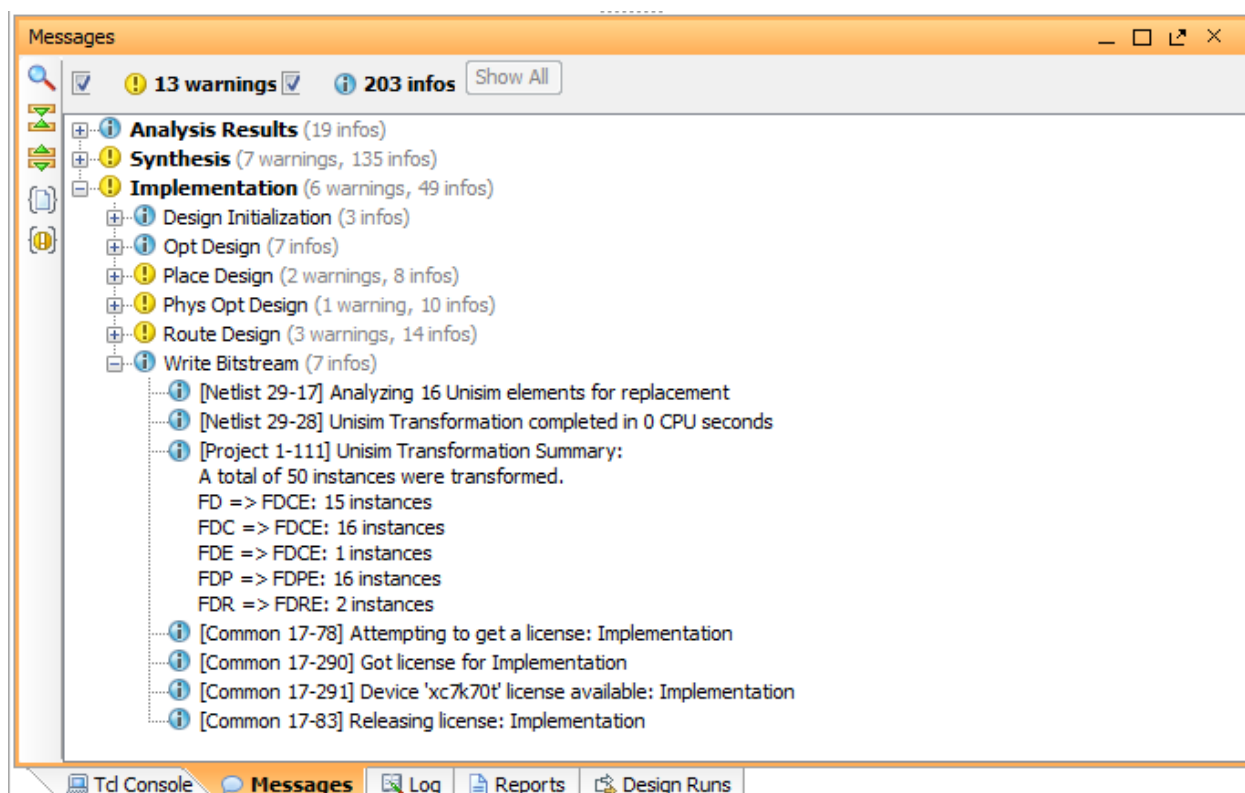 Messages
13 warnings 203 infos Show All
Analysis Results (19 infos)
Synthesis (7 warnings, 135 infos)
Implementation (6 warnings, 49 infos)
Design Initialization (3 infos)
Opt Design (7 infos)
Place Design (2 warnings, 8 infos)
Phys Opt Design (1 warning, 10 infos)
Route Design (3 warnings, 14 infos)
Write Bitstream (7 infos)
[Netlist 29-17] Analyzing 16 Unisim elements for replacement
[Netlist 29-28] Unisim Transformation completed in 0 CPU seconds
[Project 1-111] Unisim Transformation Summary:
A total of 50 instances were transformed.
FD => FDCE: 15 instances
FDC => FDCE: 16 instances
FDE => FDCE: 1 instances
FDP => FDPE: 16 instances
FDR => FDRE: 2 instances
[Common 17-78] Attempting to get a license: Implementation
[Common 17-290] Got license for Implementation
[Common 17-291] Device 'xc7k70t' license available: Implementation
[Common 17-83] Releasing license: Implementation
Tcl Console Messages Log Reports Design Runs